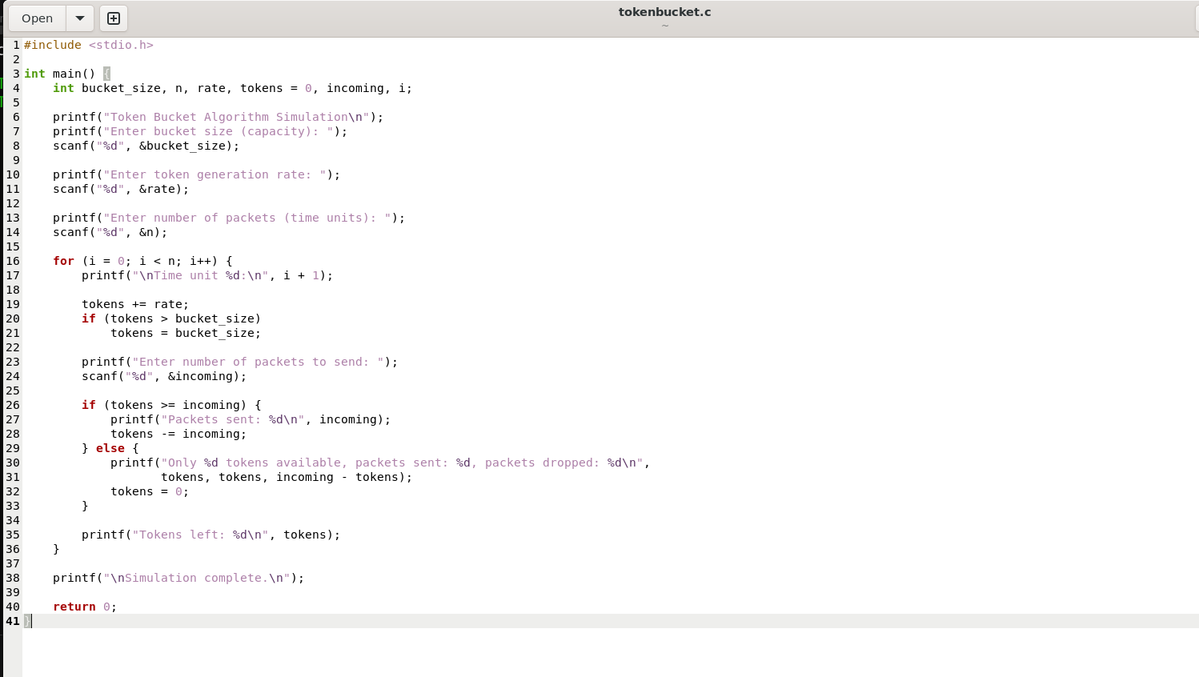 Open
tokenbucket.c
~
1 #include <stdio.h>
2
3 int main() {
4     int bucket_size, n, rate, tokens = 0, incoming, i;
5
6     printf("Token Bucket Algorithm Simulation\n");
7     printf("Enter bucket size (capacity): ");
8     scanf("%d", &bucket_size);
9
10     printf("Enter token generation rate: ");
11     scanf("%d", &rate);
12
13     printf("Enter number of packets (time units): ");
14     scanf("%d", &n);
15
16     for (i = 0; i < n; i++) {
17         printf("\nTime unit %d:\n", i + 1);
18
19         tokens += rate;
20         if (tokens > bucket_size)
21             tokens = bucket_size;
22
23         printf("Enter number of packets to send: ");
24         scanf("%d", &incoming);
25
26         if (tokens >= incoming) {
27             printf("Packets sent: %d\n", incoming);
28             tokens -= incoming;
29         } else {
30             printf("Only %d tokens available, packets sent: %d, packets dropped: %d\n",
31                    tokens, tokens, incoming - tokens);
32             tokens = 0;
33         }
34
35         printf("Tokens left: %d\n", tokens);
36     }
37
38     printf("\nSimulation complete.\n");
39
40     return 0;
41 }